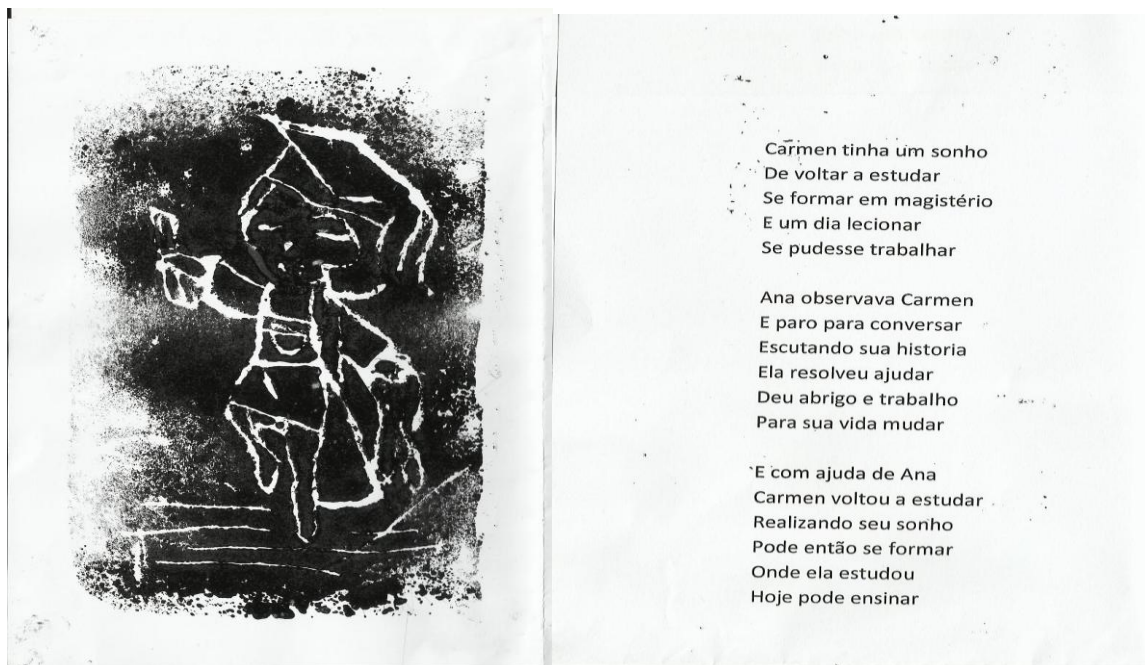 Carmen tinha um sonho
De voltar a estudar
Se formar em magistério
E um dia lecionar
Se pudesse trabalhar
Ana observava Carmen
E paro para conversar
Escutando sua historia
Ela resolveu ajudar
Deu abrigo e trabalho
Para sua vida mudar
E com ajuda de Ana
Carmen voltou a estudar
Realizando seu sonho
Pode então se formar
Onde ela estudou
Hoje pode ensinar